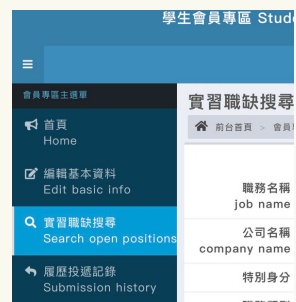 學生會員專區 Stude
會員專區主選單
首頁
Home
編輯基本資料
Edit basic info
實習職缺搜尋
Search open positions
履歷投遞記錄
Submission history
實習職缺搜尋
前台首頁 > 會員
職務名稱
job name
公司名稱
company name
特別身分